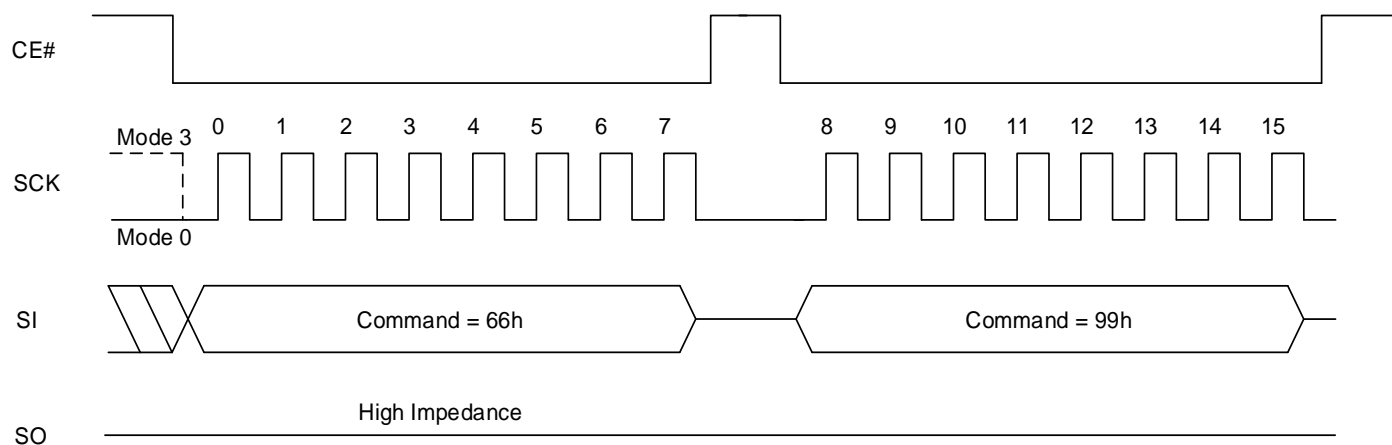 CE#
Mode 3
0 1 2 3 4 5 6 7 8 9 10 11 12 13 14 15
SCK
Mode 0
SI
Command = 66h
Command = 99h
High Impedance
SO